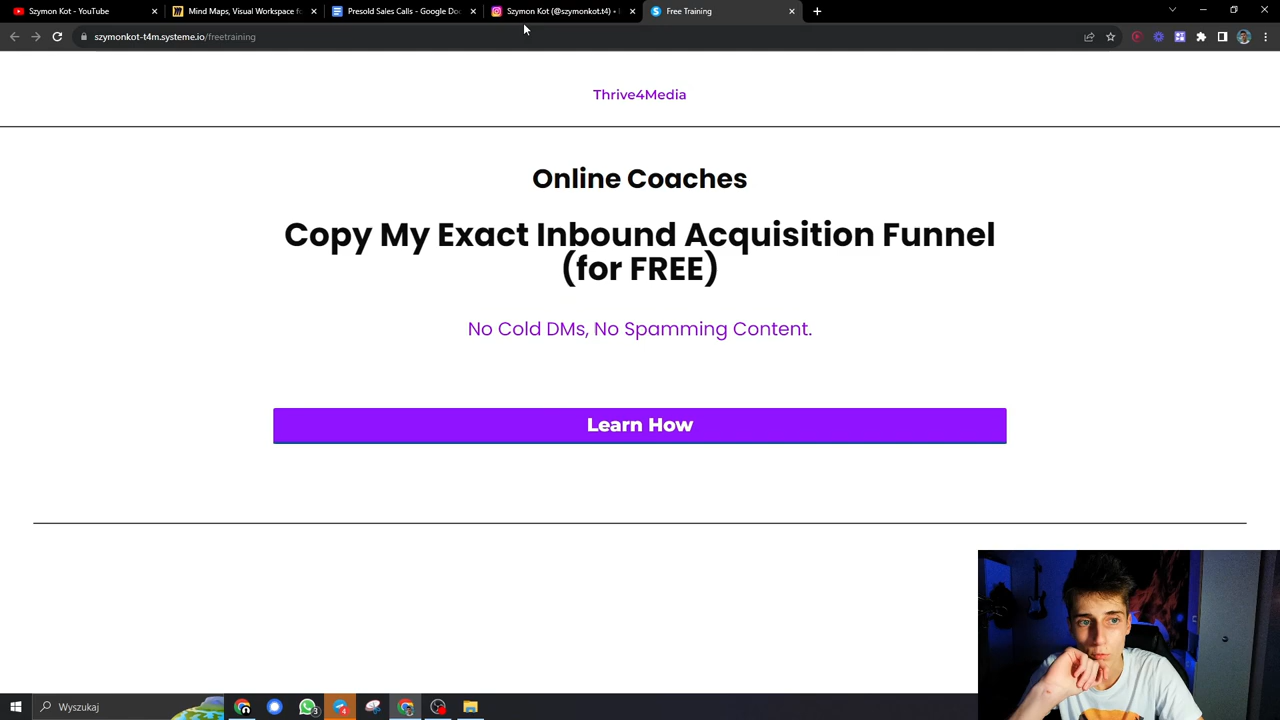 Szymon Kot - YouTube
Mind Maps, Visual Workspace f
Presold Sales Calls - Google Do
Szymon Kot (@szymonkot.t4) •
Free Training
szymonkot-t4m.systeme.io/freetraining
Thrive4Media
Online Coaches
Copy My Exact Inbound Acquisition Funnel
(for FREE)
No Cold DMs, No Spamming Content.
Learn How
Wyszukaj
3
4